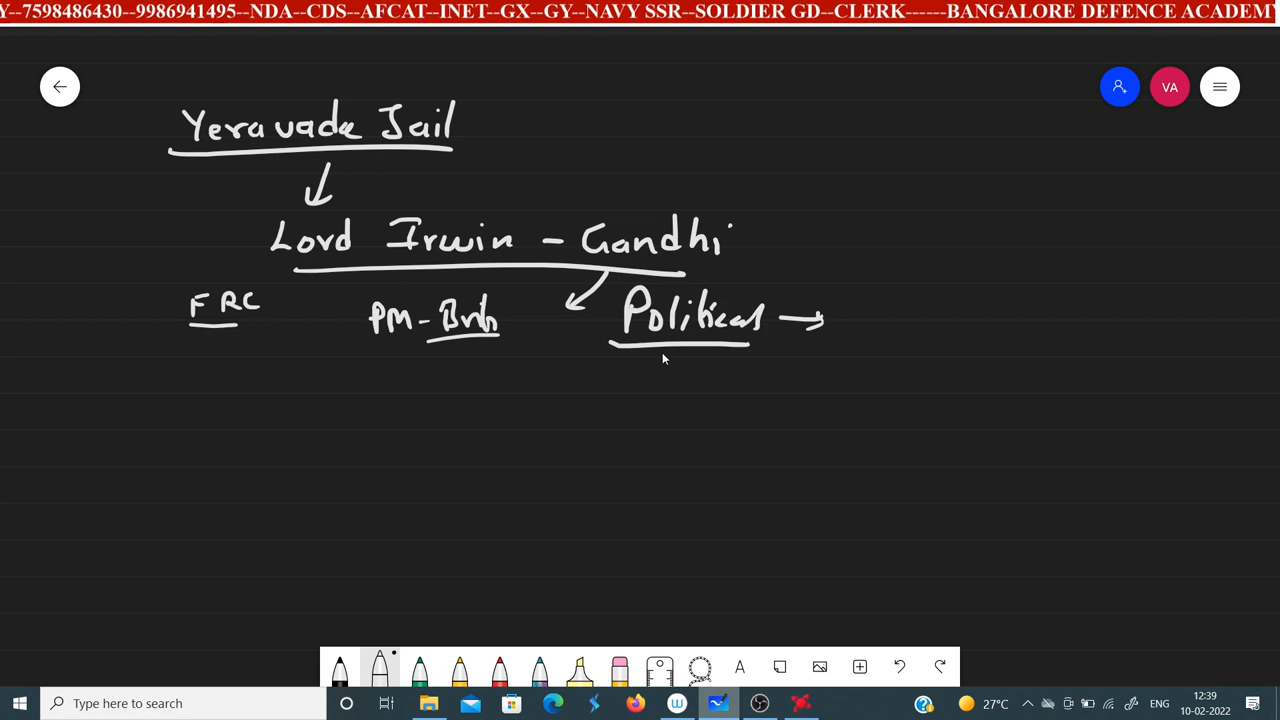 Y--7598486430--9986941495--NDA--CDS--AFCAT--INET--GX--GY--NAVY SSR--SOLDIER GD--CLERK------BANGALORE DEFENCE ACADEMY
VA
Yeravada Jail
Lord Irwin - Gandhi
FRC PM - Political
A
Type here to search
27°C ENG 12:39
10-02-2022